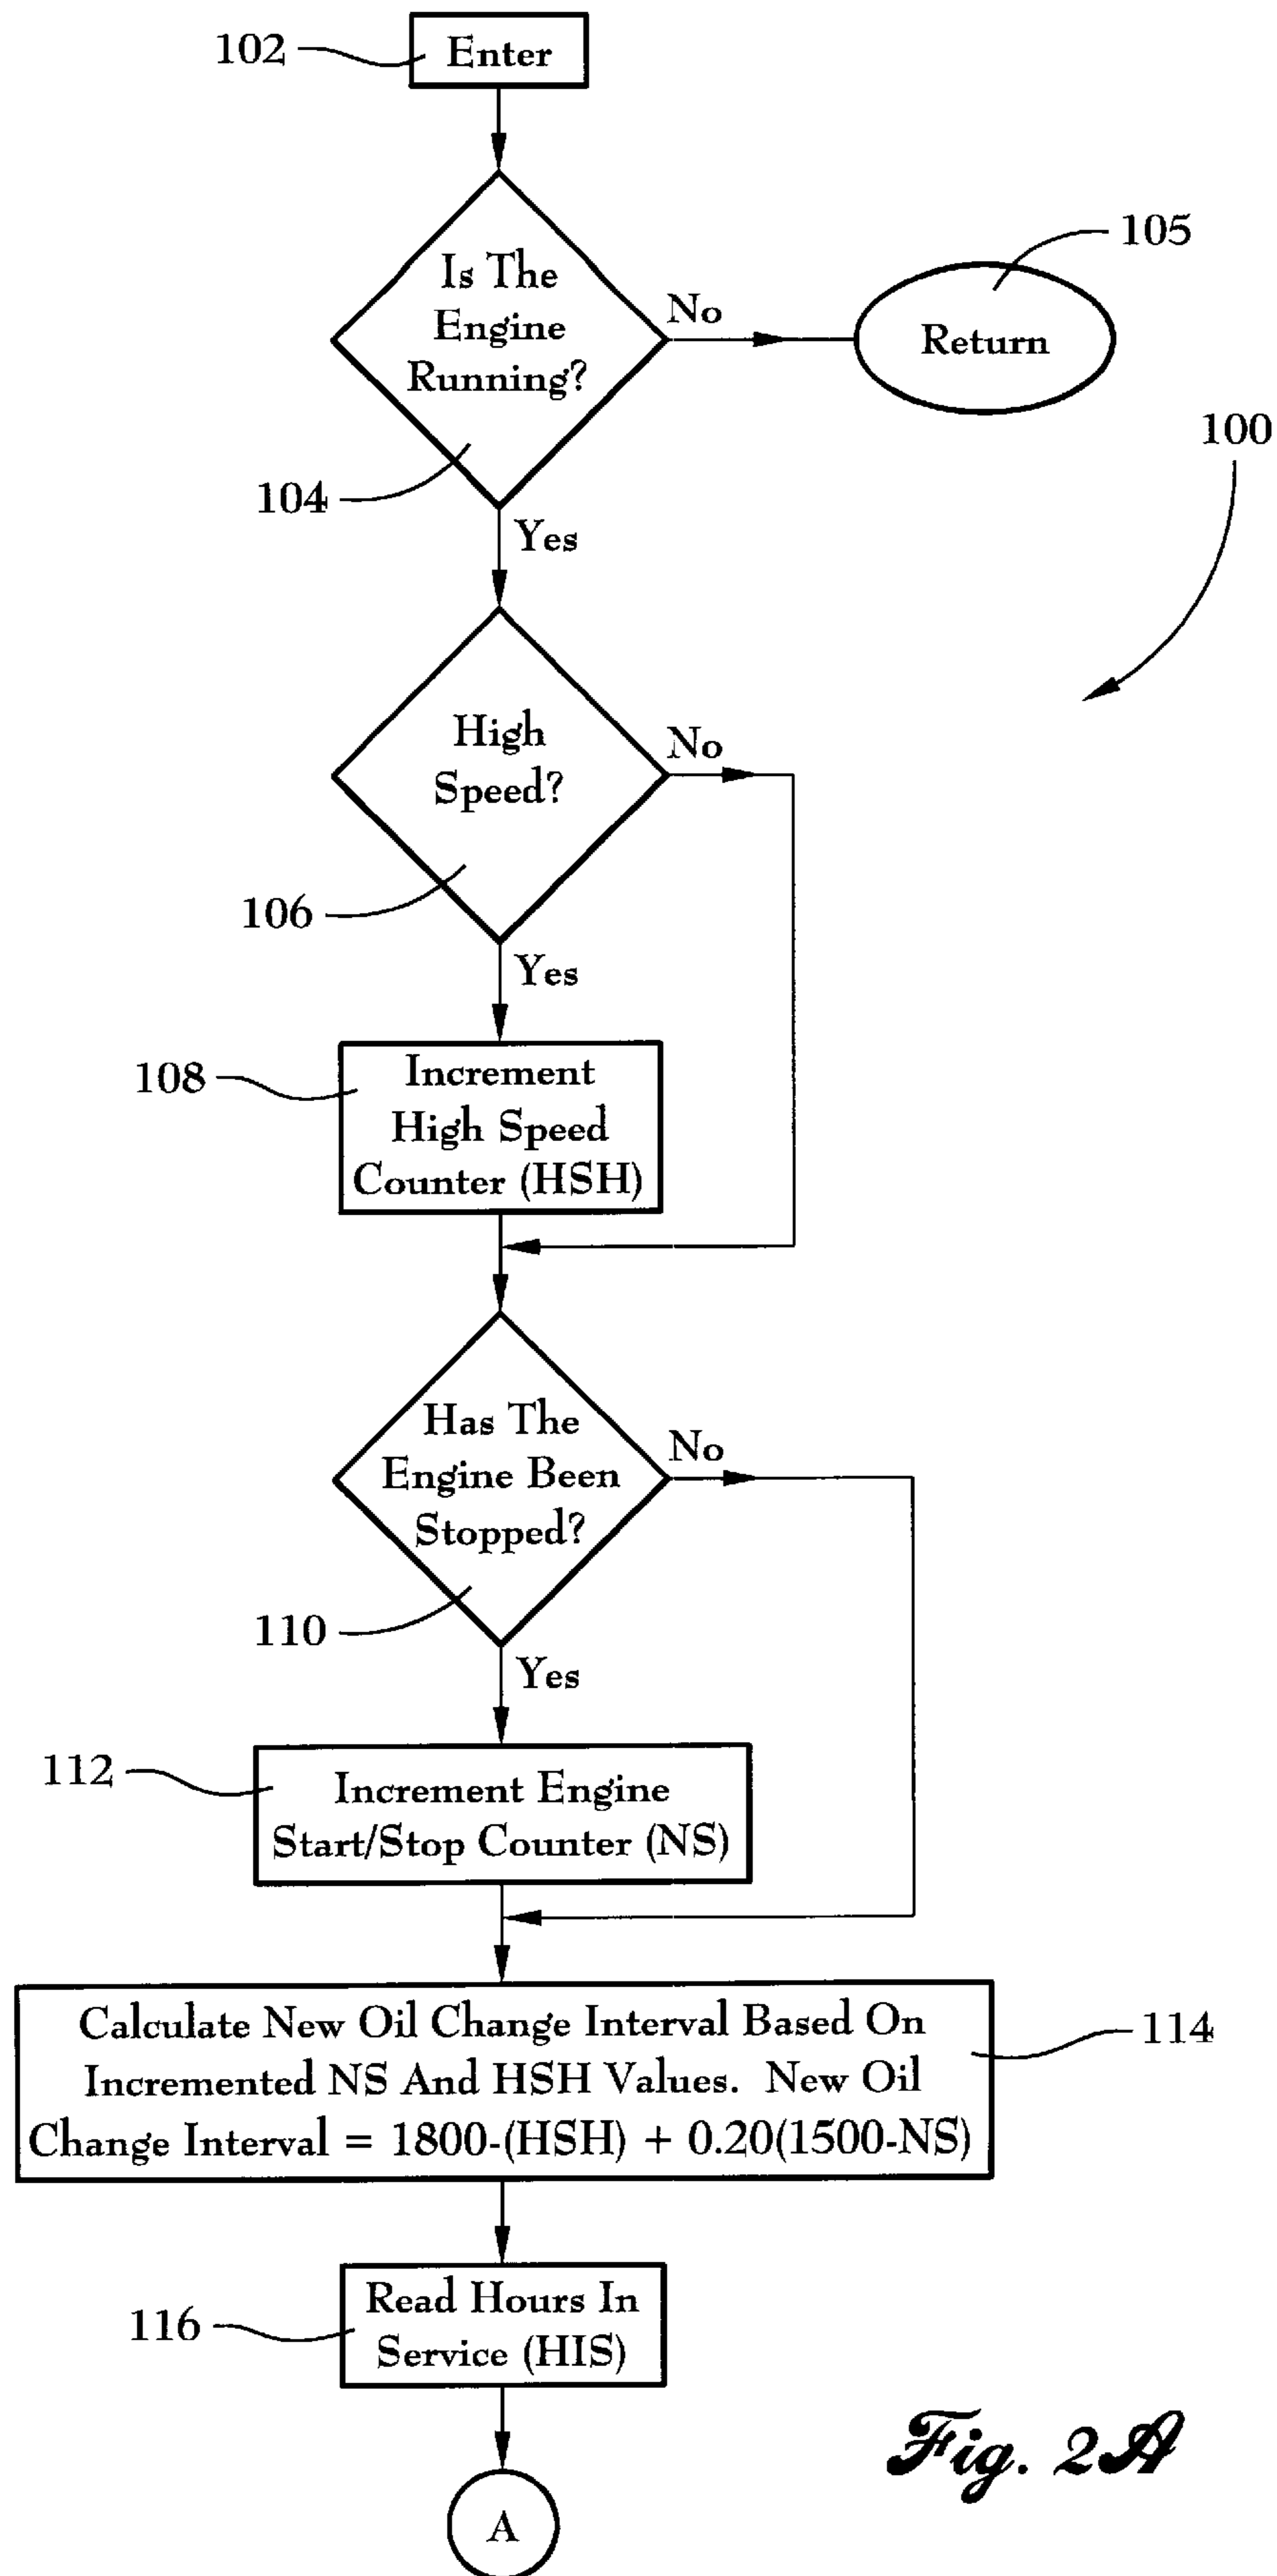 102
Enter
Is The
Engine
Running?
No
105
Return
100
104
Yes
High
Speed?
No
106
Yes
108
Increment
High Speed
Counter (HSH)
Has The
Engine Been
Stopped?
No
110
Yes
112
Increment Engine
Start/Stop Counter (NS)
Calculate New Oil Change Interval Based On
Incremented NS And HSH Values. New Oil
Change Interval = 1800-(HSH) + 0.20(1500-NS)
114
116
Read Hours In
Service (HIS)
Fig. 2A
A